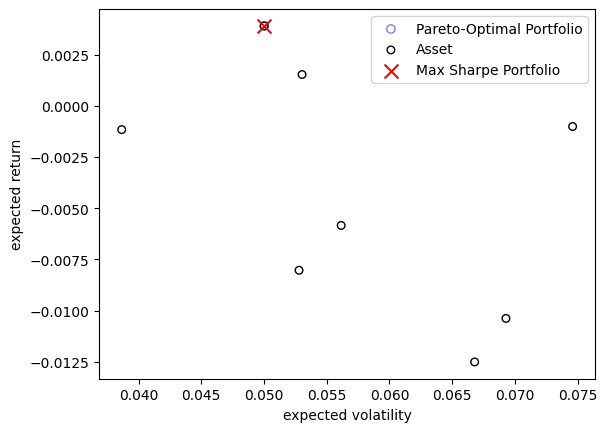 Pareto-Optimal Portfolio
Asset
Max Sharpe Portfolio
expected return
0.0025
0.0000
−0.0025
−0.0050
−0.0075
−0.0100
−0.0125
0.040 0.045 0.050 0.055 0.060 0.065 0.070 0.075
expected volatility